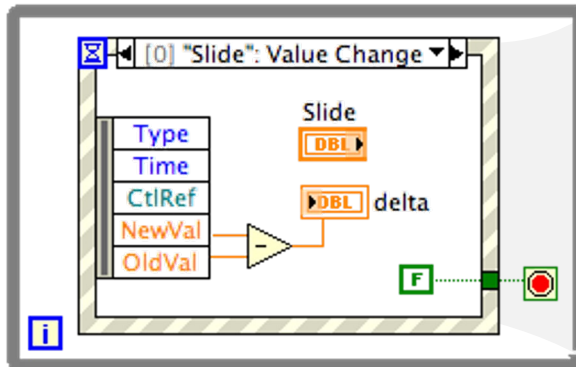 [0] "Slide": Value Change
Slide
DBL
Type
Time
CtlRef
NewVal
OldVal
DBL
delta
F
i